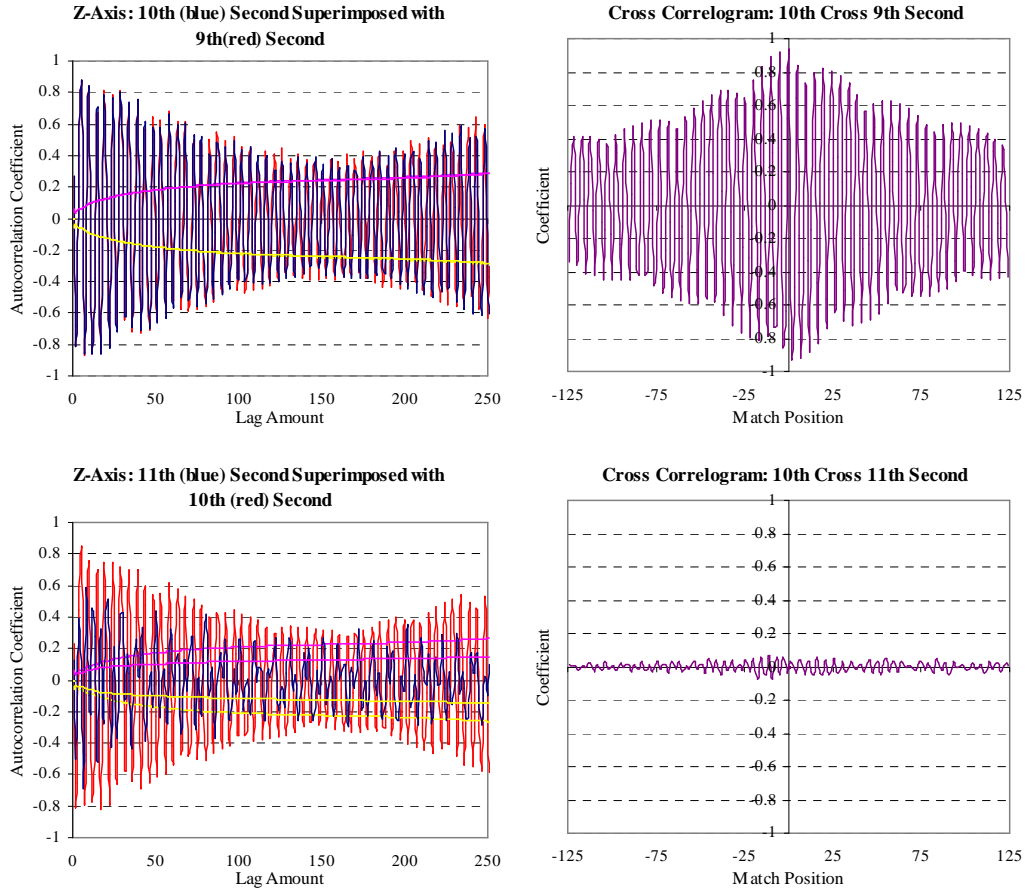 Z-Axis: 10th (blue) Second Superimposed with
9th(red) Second
1
0.8
0.6
0.4
0.2
0
-0.2
-0.4
-0.6
-0.8
-1
Autocorrelation Coefficient
0 50 100 150 200 250
Lag Amount
Cross Correlogram: 10th Cross 9th Second
1
0.8
0.6
0.4
0.2
0
-0.2
-0.4
-0.6
-0.8
-1
Coefficient
-125 -75 -25 25 75 125
Match Position
Z-Axis: 11th (blue) Second Superimposed with
10th (red) Second
1
0.8
0.6
0.4
0.2
0
-0.2
-0.4
-0.6
-0.8
-1
Autocorrelation Coefficient
0 50 100 150 200 250
Lag Amount
Cross Correlogram: 10th Cross 11th Second
1
0.8
0.6
0.4
0.2
0
-0.2
-0.4
-0.6
-0.8
-1
Coefficient
-125 -75 -25 25 75 125
Match Position